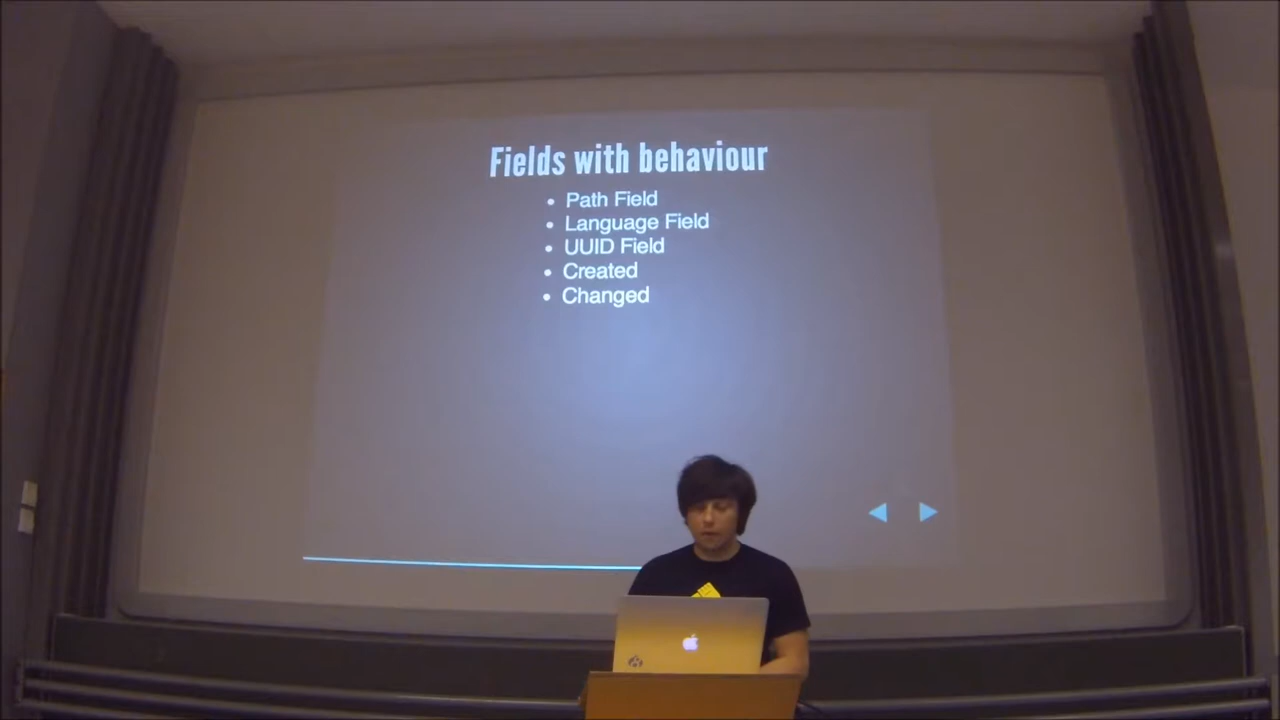 Fields with behaviour
• Path Field
• Language Field
• UUID Field
• Created
• Changed